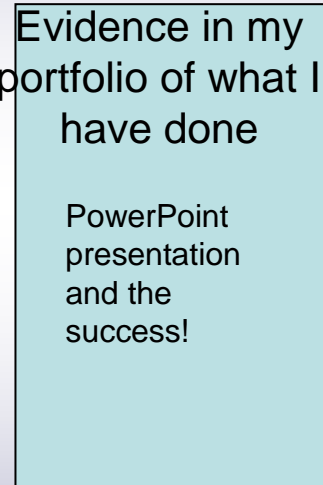 Evidence in my
portfolio of what I
have done
PowerPoint
presentation
and the
success!